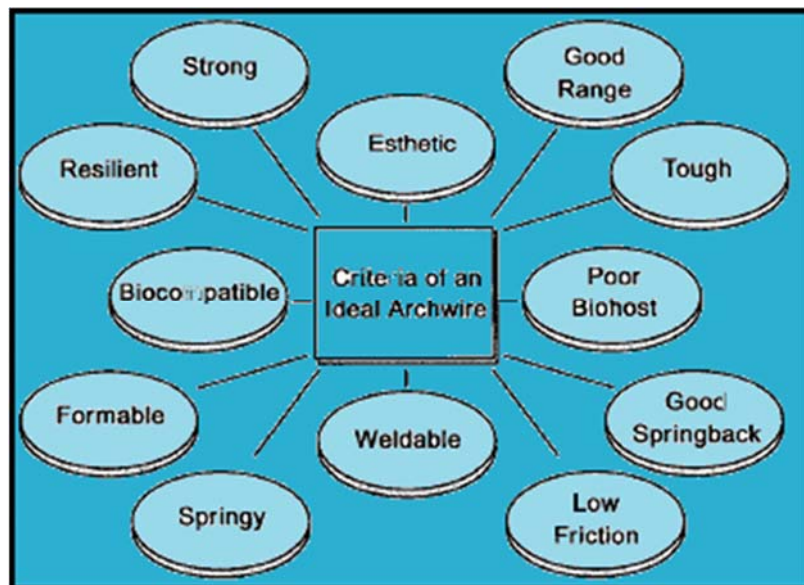 Strong
Good
Range
Esthetic
Resilient
Tough
Criteria of an
Ideal Archwire
Biocompatible
Poor
Biohost
Formable
Good
Springback
Weldable
Springy
Low
Friction